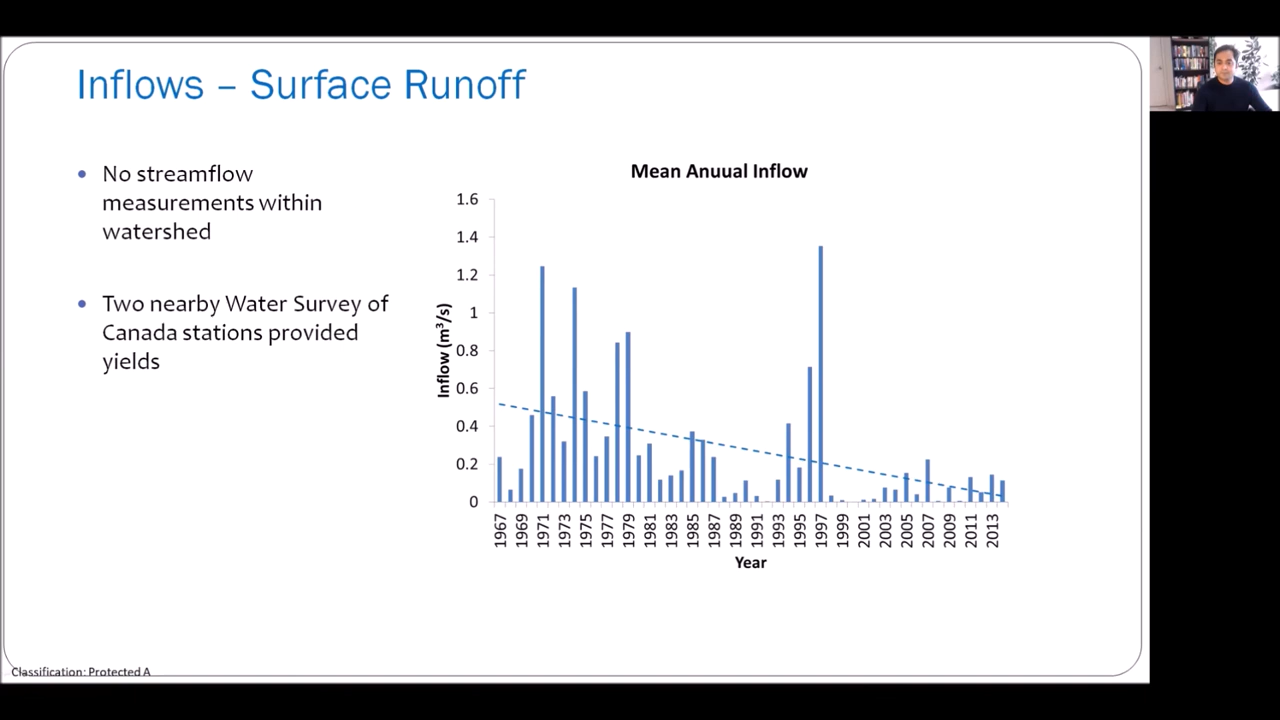 Inflows – Surface Runoff
• No streamflow
measurements within
watershed
• Two nearby Water Survey of
Canada stations provided
yields
Mean Anuual Inflow
1.6
1.4
1.2
1
0.8
0.6
0.4
0.2
0
Inflow (m³/s)
1967 1969 1971 1973 1975 1977 1979 1981 1983 1985 1987 1989 1991 1993 1995 1997 1999 2001 2003 2005 2007 2009 2011 2013
Year
Classification: Protected A